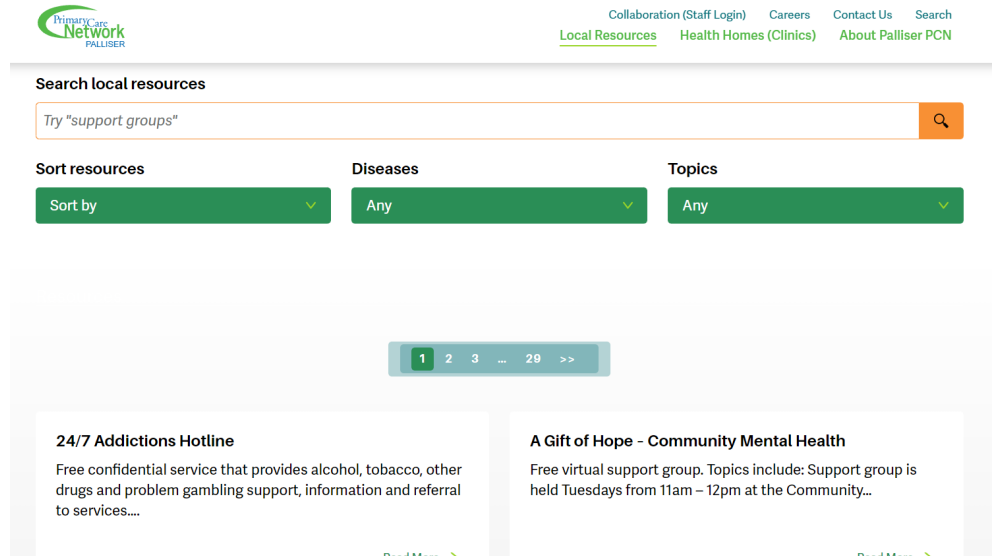 Primary Care
Network
PALLISER
Collaboration (Staff Login) Careers Contact Us Search
Local Resources Health Homes (Clinics) About Palliser PCN
Search local resources
Try "support groups"
Sort resources Diseases Topics
Sort by Any Any
1 2 3 ... 29 >>
24/7 Addictions Hotline
Free confidential service that provides alcohol, tobacco, other
drugs and problem gambling support, information and referral
to services....
Read More
A Gift of Hope – Community Mental Health
Free virtual support group. Topics include: Support group is
held Tuesdays from 11am – 12pm at the Community...
Read More